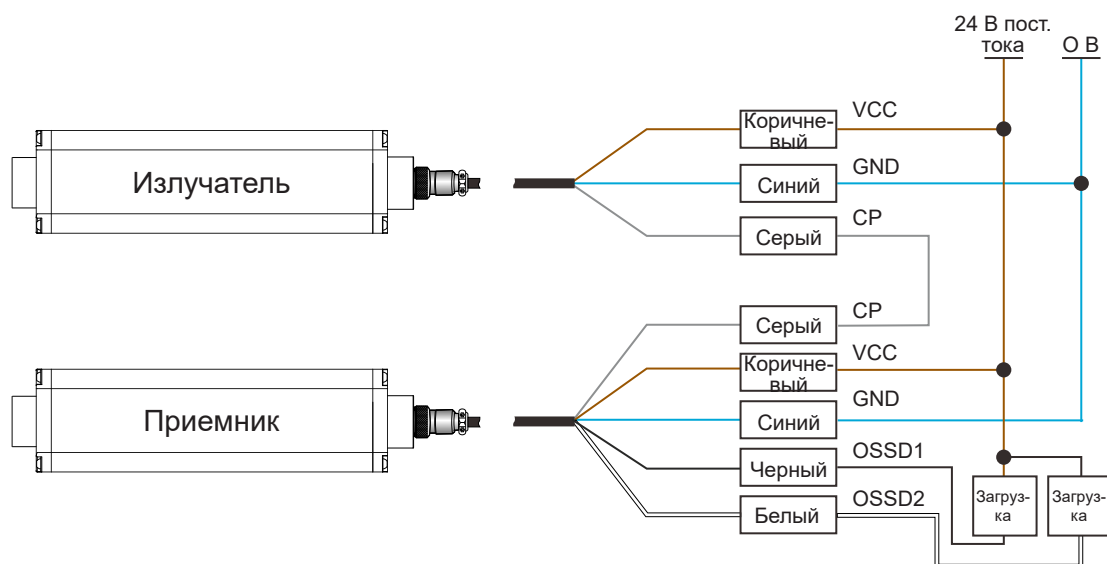 24 В пост.
тока
О В
Излучатель
Коричне-
вый
VCC
Синий
GND
Серый
CP
Приемник
Серый
CP
Коричне-
вый
VCC
Синий
GND
Черный
OSSD1
Белый
OSSD2
Загруз-
ка
Загруз-
ка